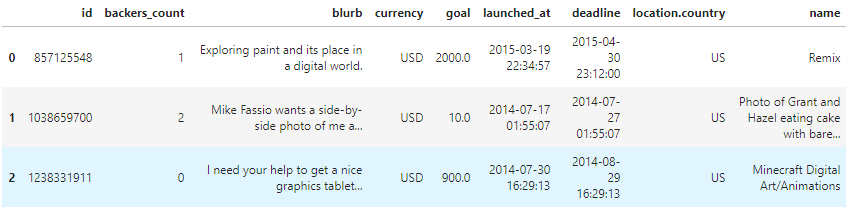 id backers_count blurb currency goal launched_at deadline location.country name
0 857125548 1 Exploring paint and its place in a digital world. USD 2000.0 2015-03-19 22:34:57 2015-04-30 23:12:00 US Remix
1 1038659700 2 Mike Fassio wants a side-by-side photo of me a... USD 10.0 2014-07-17 01:55:07 2014-07-27 01:55:07 US Photo of Grant and Hazel eating cake with bare...
2 1238331911 0 I need your help to get a nice graphics tablet... USD 900.0 2014-07-30 16:29:13 2014-08-29 16:29:13 US Minecraft Digital Art/Animations